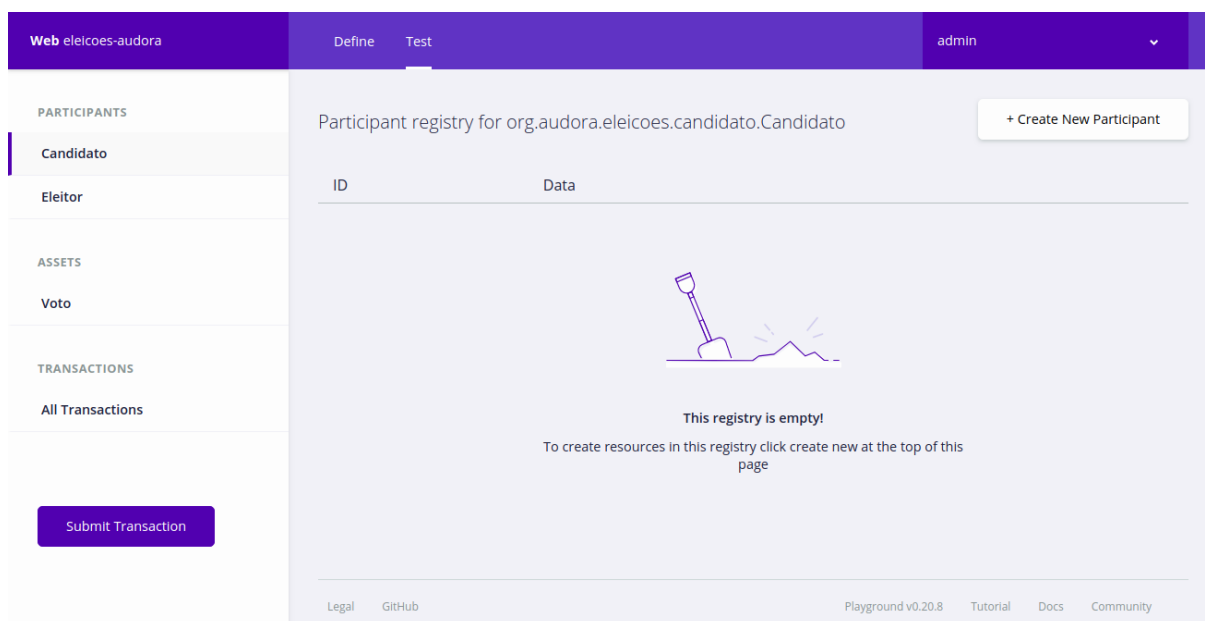 Web eleicoes-audora
Define Test
admin
PARTICIPANTS
Candidato
Eleitor
ASSETS
Voto
TRANSACTIONS
All Transactions
Submit Transaction
Participant registry for org.audora.eleicoes.candidato.Candidato
+ Create New Participant
ID Data
This registry is empty!
To create resources in this registry click create new at the top of this
page
Legal GitHub
Playground v0.20.8 Tutorial Docs Community